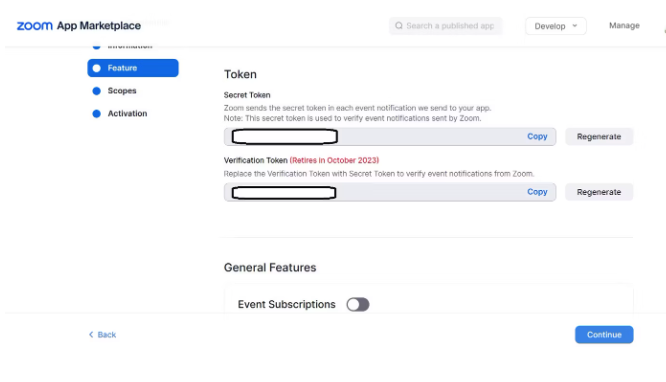 zoom App Marketplace
Search a published app
Develop
Manage
Information
Feature
Scopes
Activation
Token
Secret Token
Zoom sends the secret token in each event notification we send to your app.
Note: This secret token is used to verify event notifications sent by Zoom.
Copy
Regenerate
Verification Token (Retires in October 2023)
Replace the Verification Token with Secret Token to verify event notifications from Zoom.
Copy
Regenerate
General Features
Event Subscriptions
Back
Continue